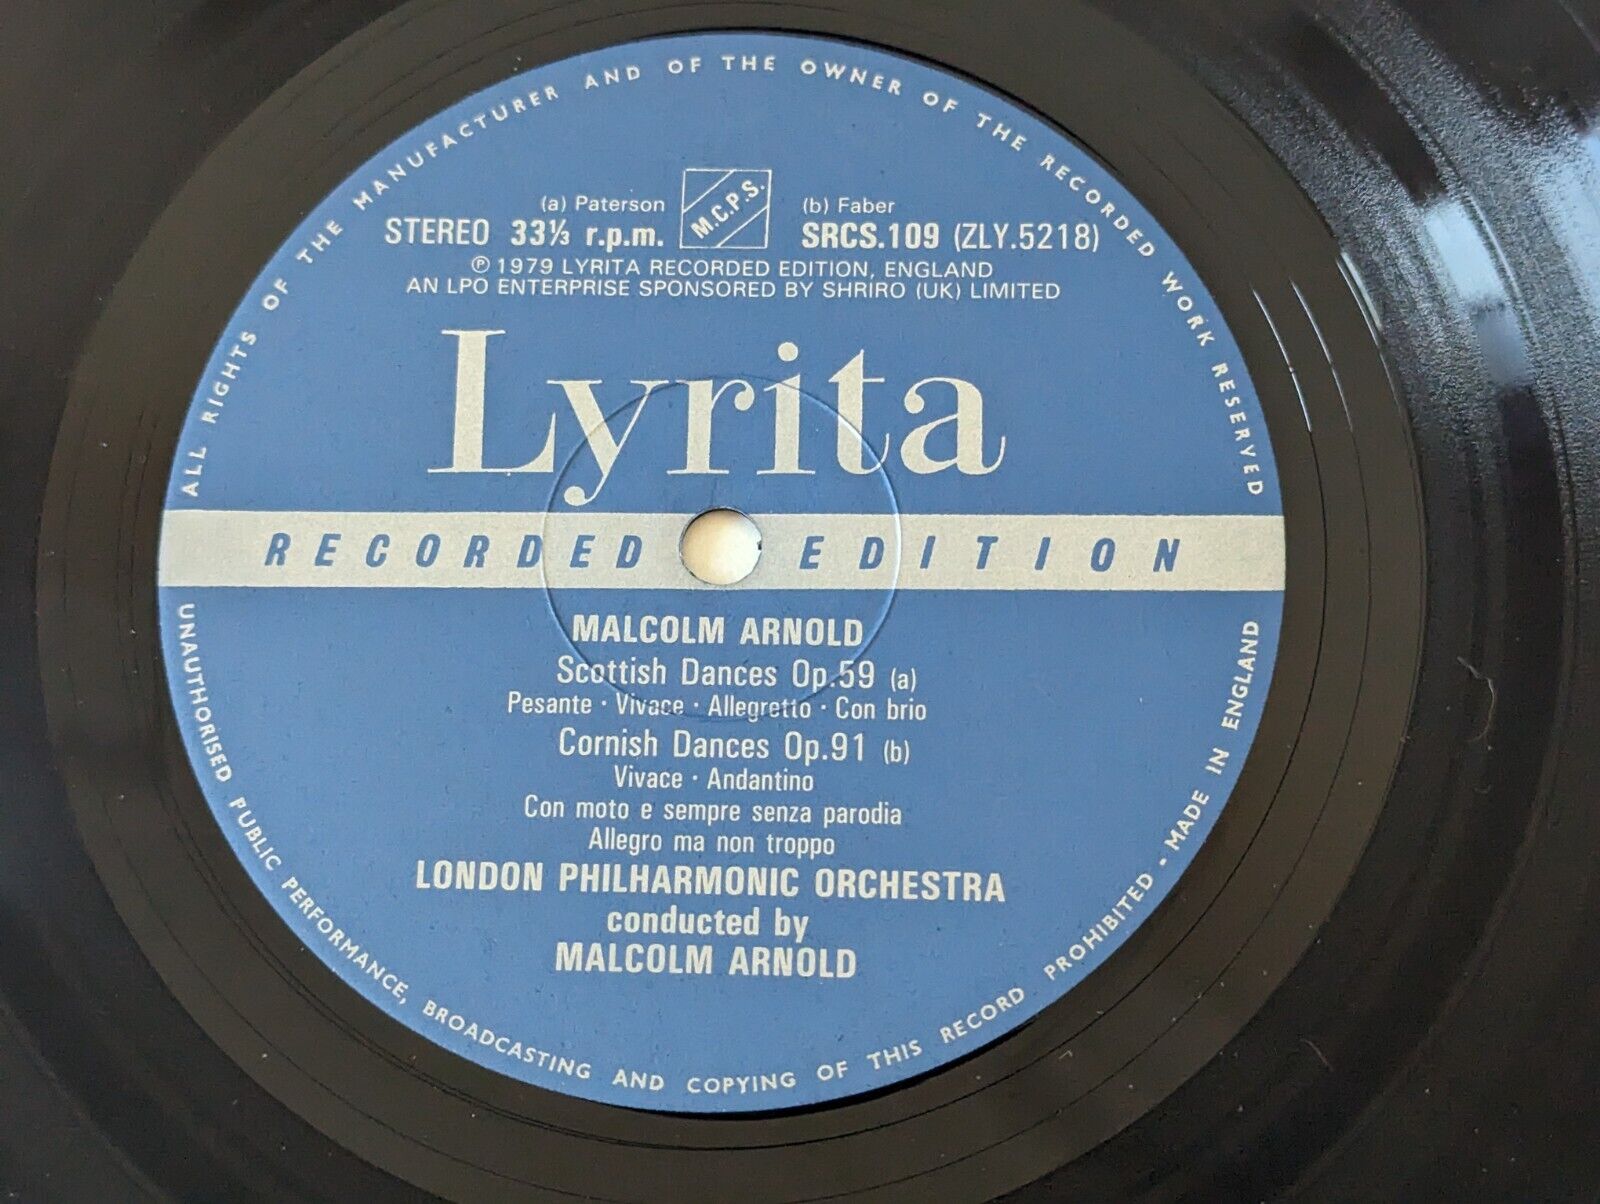 ALL RIGHTS OF THE MANUFACTURER AND OF THE OWNER OF THE RECORDED WORK RESERVED
(a) Paterson
M.C.P.S.
(b) Faber
STEREO 33⅓ r.p.m.
SRCS.109 (ZLY.5218)
℗ 1979 LYRITA RECORDED EDITION, ENGLAND
AN LPO ENTERPRISE SPONSORED BY SHRIRO (UK) LIMITED
Lyrita
RECORDED EDITION
MALCOLM ARNOLD
Scottish Dances Op.59 (a)
Pesante · Vivace · Allegretto · Con brio
Cornish Dances Op.91 (b)
Vivace · Andantino
Con moto e sempre senza parodia
Allegro ma non troppo
LONDON PHILHARMONIC ORCHESTRA
conducted by
MALCOLM ARNOLD
UNAUTHORISED PUBLIC PERFORMANCE, BROADCASTING AND COPYING OF THIS RECORD PROHIBITED · MADE IN ENGLAND